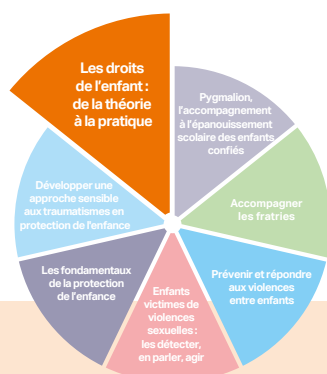 Les droits
de l'enfant :
de la théorie
à la pratique
Pygmalion,
l'accompagnement
à l'épanouissement
scolaire des enfants
confiés
Accompagner
les fratries
Prévenir et répondre
aux violences
entre enfants
Enfants
victimes de
violences
sexuelles :
les détecter,
en parler, agir
Les fondamentaux
de la protection
de l'enfance
Développer une
approche sensible
aux traumatismes en
protection de l'enfance